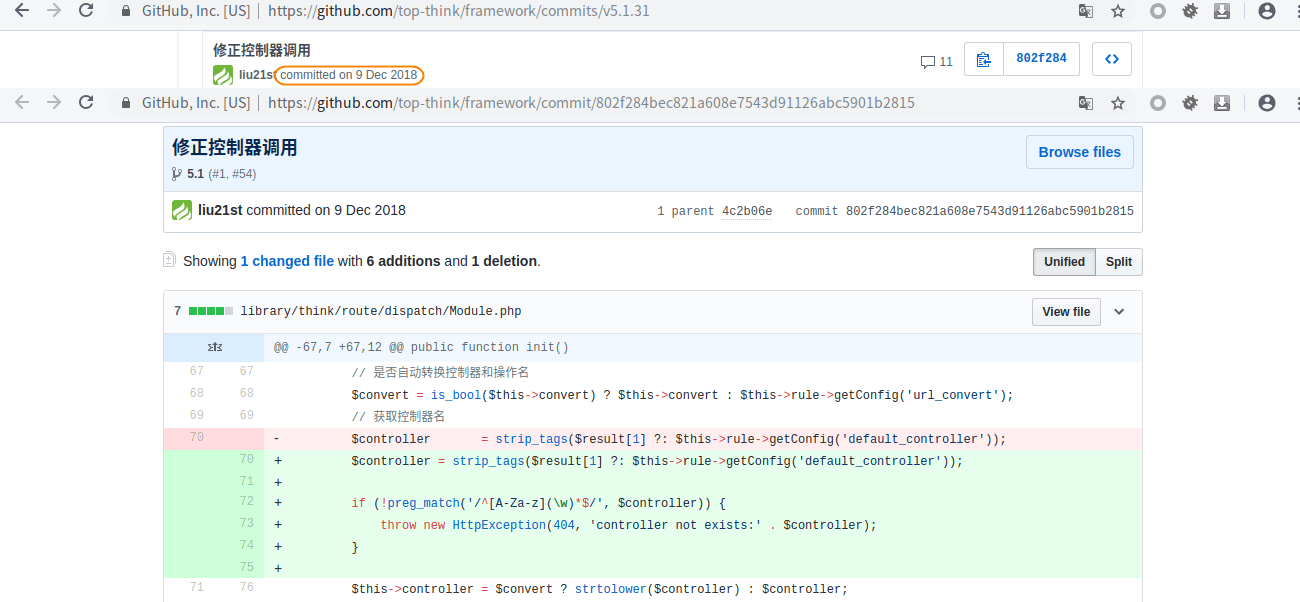 GitHub, Inc. [US] | https://github.com/top-think/framework/commits/v5.1.31
修正控制器调用
liu21st committed on 9 Dec 2018
11
802f284
GitHub, Inc. [US] | https://github.com/top-think/framework/commit/802f284bec821a608e7543d91126abc5901b2815
修正控制器调用
Browse files
5.1 (#1, #54)
liu21st committed on 9 Dec 2018
1 parent 4c2b06e commit 802f284bec821a608e7543d91126abc5901b2815
Showing 1 changed file with 6 additions and 1 deletion.
Unified Split
7 library/think/route/dispatch/Module.php
View file
@@ -67,7 +67,12 @@ public function init()
67 67 // 是否自动转换控制器和操作名
68 68 $convert = is_bool($this->convert) ? $this->convert : $this->rule->getConfig('url_convert');
69 69 // 获取控制器名
70 - $controller = strip_tags($result[1] ?: $this->rule->getConfig('default_controller'));
70 + $controller = strip_tags($result[1] ?: $this->rule->getConfig('default_controller'));
71 +
72 + if (!preg_match('/^[A-Za-z](\w)*$/', $controller)) {
73 + throw new HttpException(404, 'controller not exists:' . $controller);
74 + }
75 +
71 76 $this->controller = $convert ? strtolower($controller) : $controller;